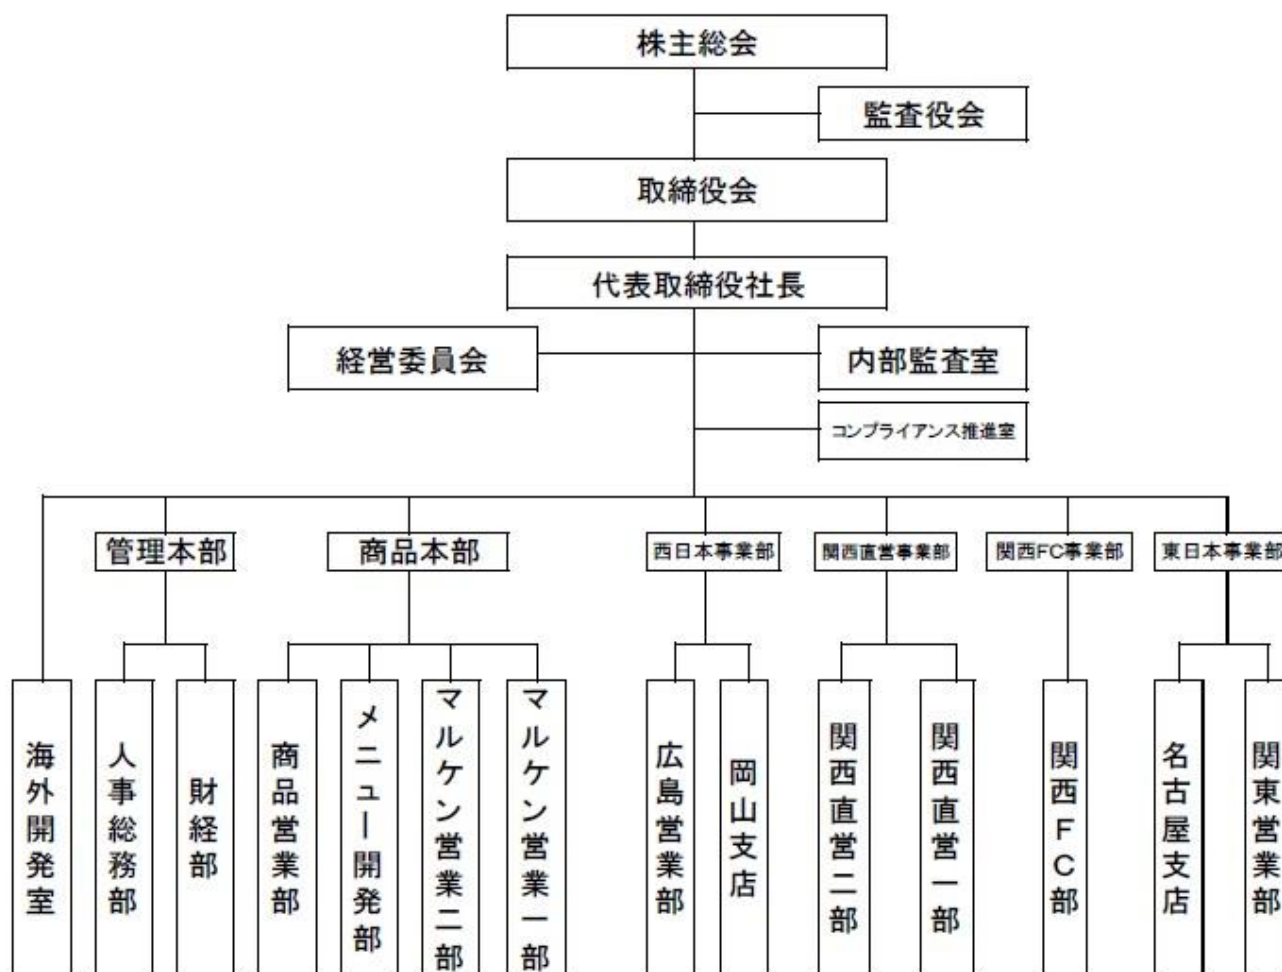 株主総会
監査役会
取締役会
代表取締役社長
経営委員会
内部監査室
コンプライアンス推進室
管理本部
商品本部
西日本事業部
関西直営事業部
関西FC事業部
東日本事業部
海外開発室
人事総務部
財経部
商品営業部
メニュー開発部
マルケン営業二部
マルケン営業一部
広島営業部
岡山支店
関西直営二部
関西直営一部
関西FC部
名古屋支店
関東営業部